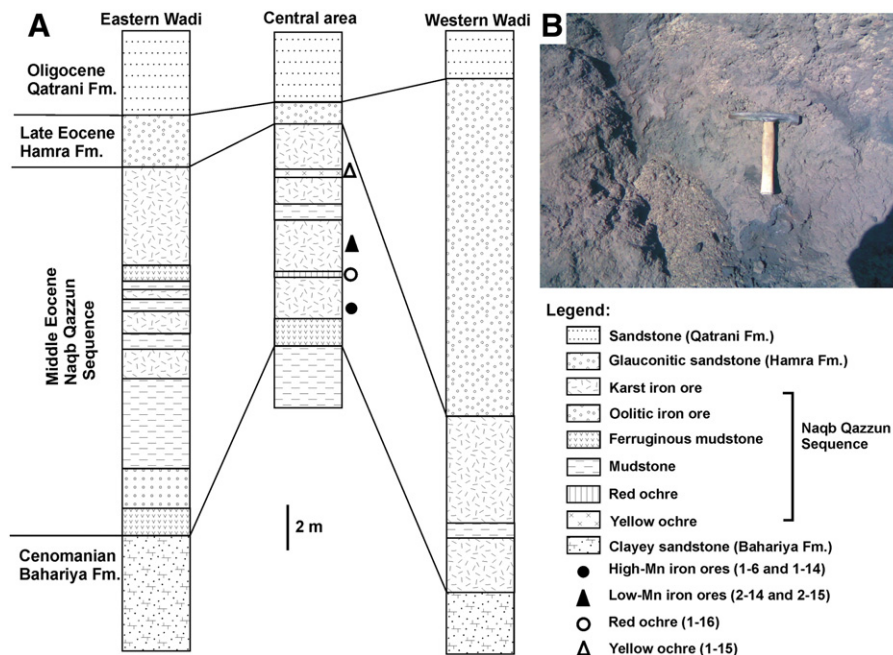 A
Eastern Wadi
Central area
Western Wadi
B
Oligocene
Qatrani Fm.
Late Eocene
Hamra Fm.
Middle Eocene
Naqb Qazzun
Sequence
Cenomanian
Bahariya Fm.
2 m
Legend:
Sandstone (Qatrani Fm.)
Glauconitic sandstone (Hamra Fm.)
Karst iron ore
Oolitic iron ore
Ferruginous mudstone
Mudstone
Red ochre
Yellow ochre
Naqb Qazzun
Sequence
Clayey sandstone (Bahariya Fm.)
High-Mn iron ores (1-6 and 1-14)
Low-Mn iron ores (2-14 and 2-15)
Red ochre (1-16)
Yellow ochre (1-15)